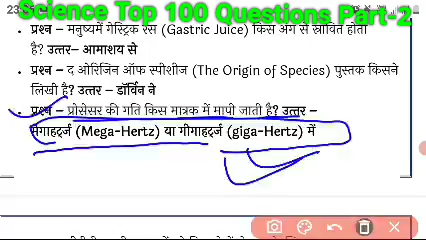 Science Top 100 Questions Part-2
• प्रश्न – मनुष्यमें गैस्ट्रिक रस (Gastric Juice) किस अंग से स्रावित होता
है? उत्तर– आमाशय से
• प्रश्न - द ओरिजिन ऑफ स्पीशीज (The Origin of Species) पुस्तक किसने
लिखी है? उत्तर - डॉर्विन ने
• प्रश्न – प्रोसेसर की गति किस मात्रक में मापी जाती है? उत्तर –
मेगाहर्ट्ज (Mega-Hertz) या गीगाहर्ट्ज (giga-Hertz) में